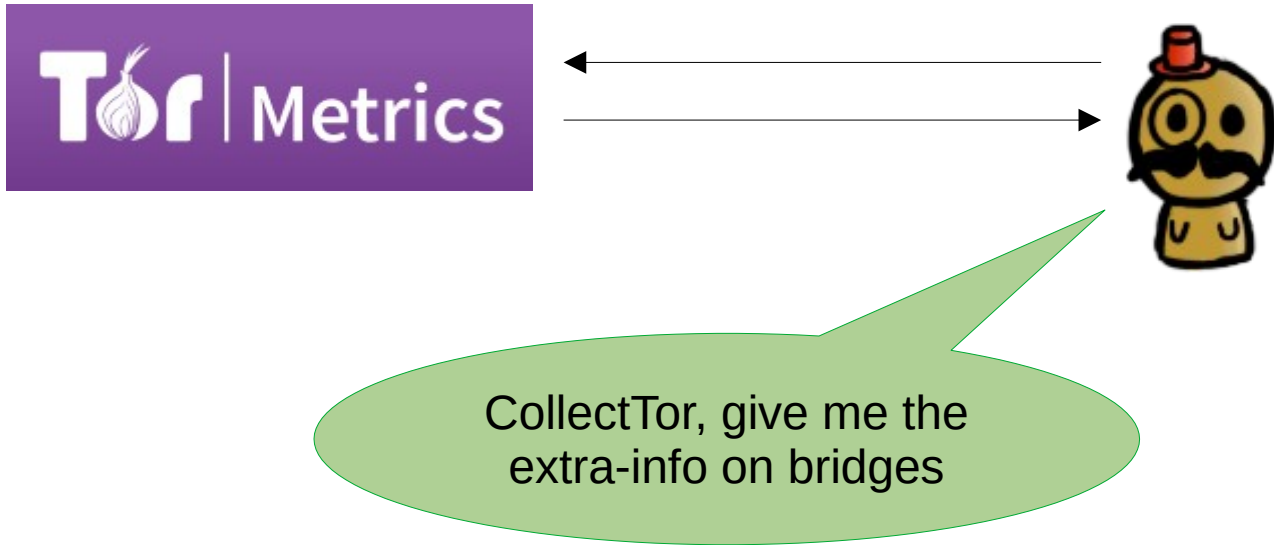 Tor | Metrics
CollectTor, give me the
extra-info on bridges